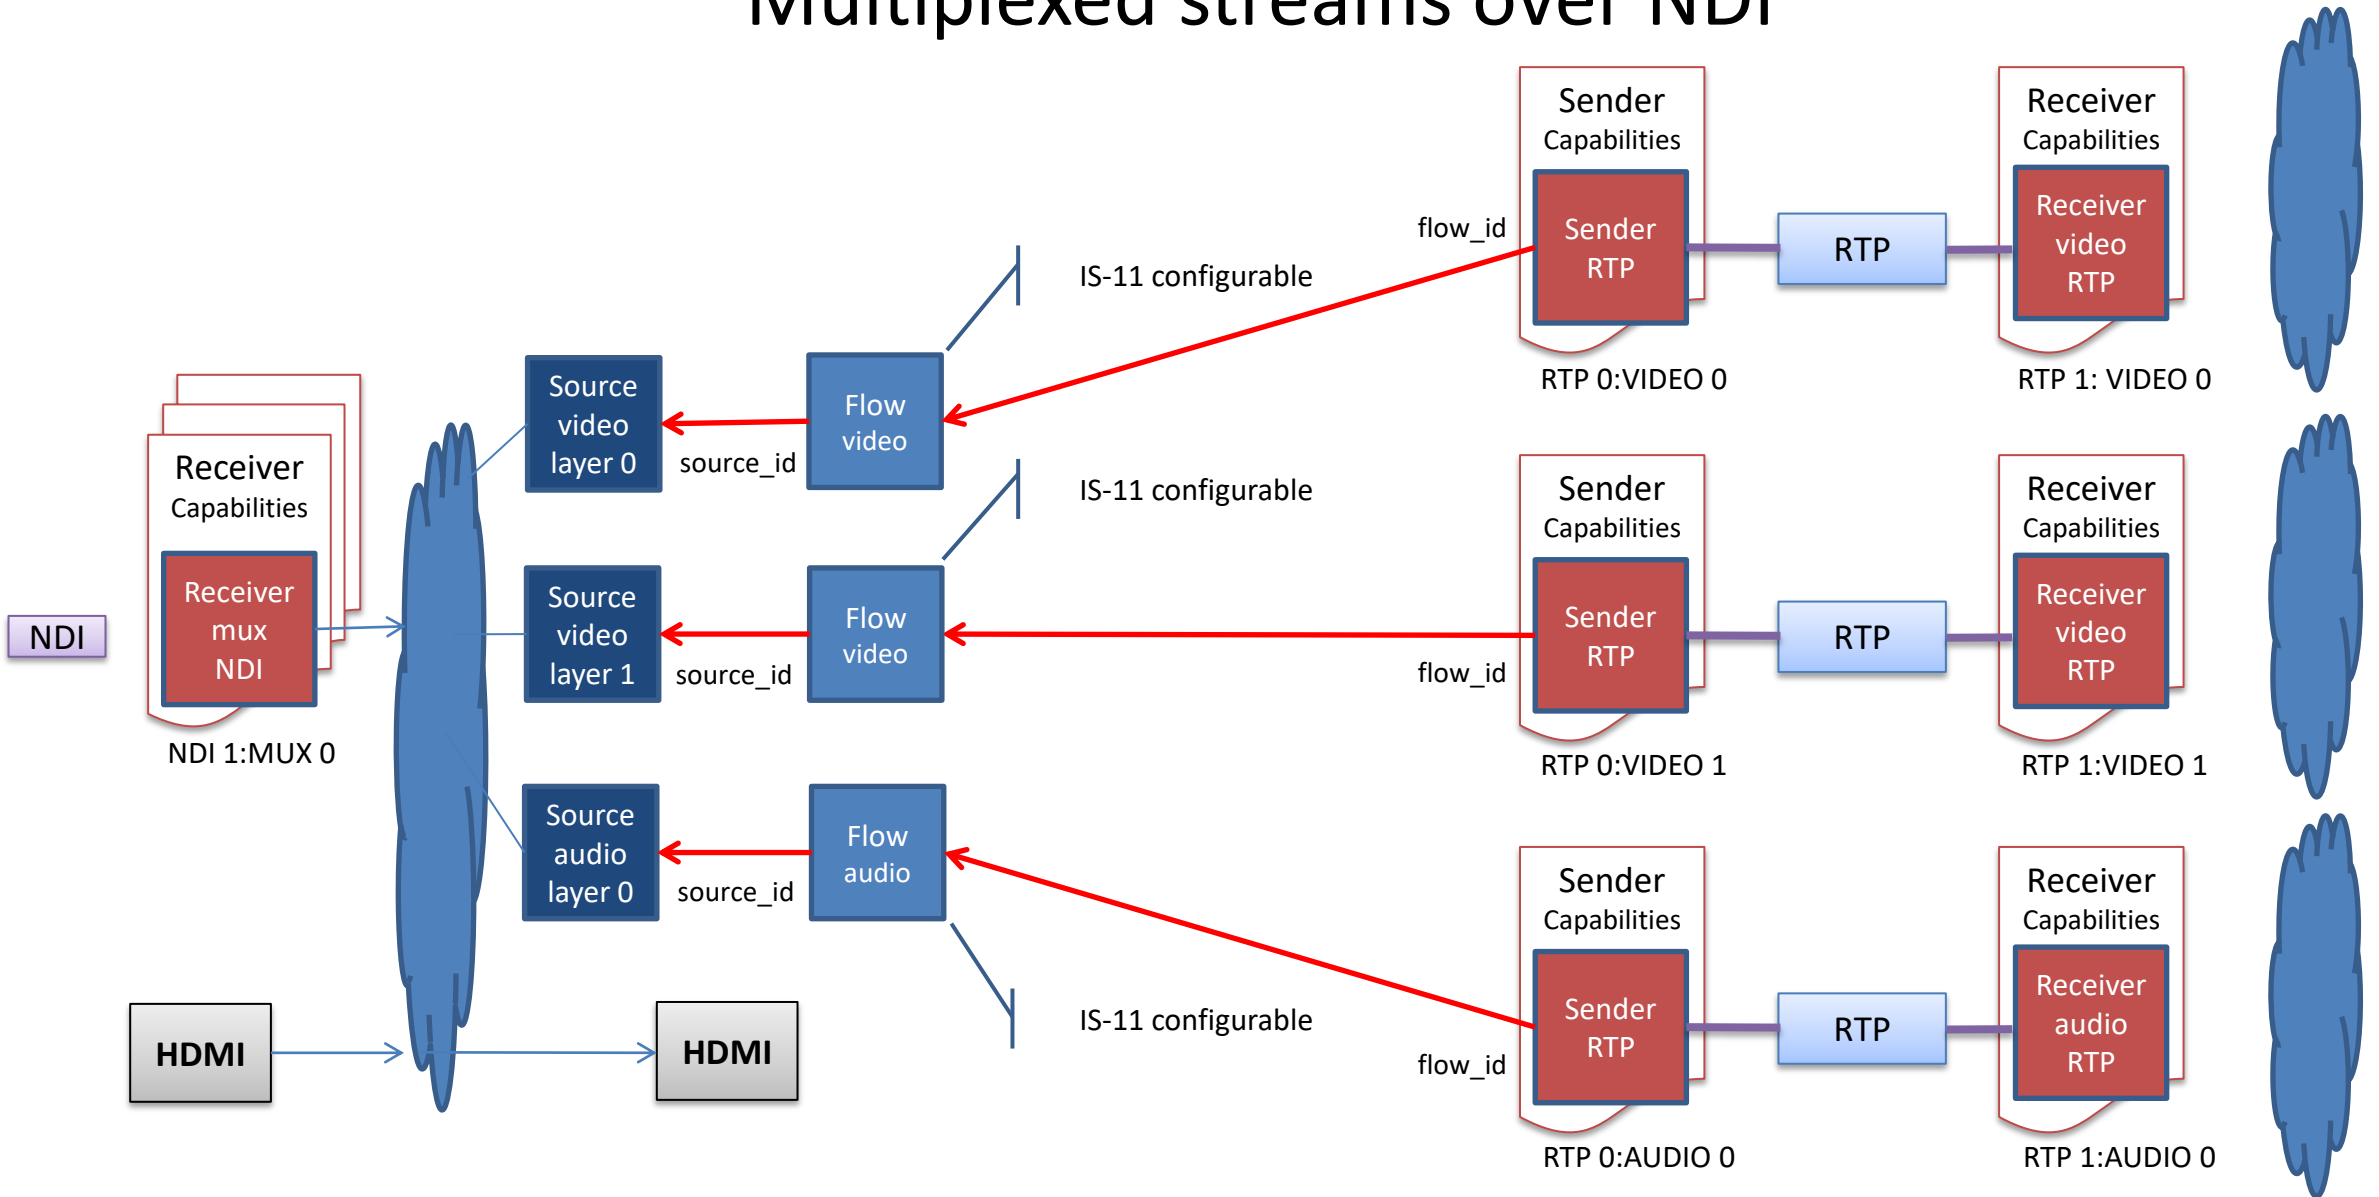 Multiplexed streams over NDI
Sender
Capabilities
Sender
RTP
flow_id
RTP
Receiver
Capabilities
Receiver
video
RTP
RTP 0:VIDEO 0
RTP 1: VIDEO 0
IS-11 configurable
Source
video
layer 0
source_id
Flow
video
Receiver
Capabilities
Receiver
mux
NDI
NDI
NDI 1:MUX 0
IS-11 configurable
Source
video
layer 1
source_id
Flow
video
Sender
Capabilities
Sender
RTP
flow_id
RTP
Receiver
Capabilities
Receiver
video
RTP
RTP 0:VIDEO 1
RTP 1:VIDEO 1
Source
audio
layer 0
source_id
Flow
audio
Sender
Capabilities
Sender
RTP
flow_id
RTP
Receiver
Capabilities
Receiver
audio
RTP
IS-11 configurable
HDMI
HDMI
RTP 0:AUDIO 0
RTP 1:AUDIO 0